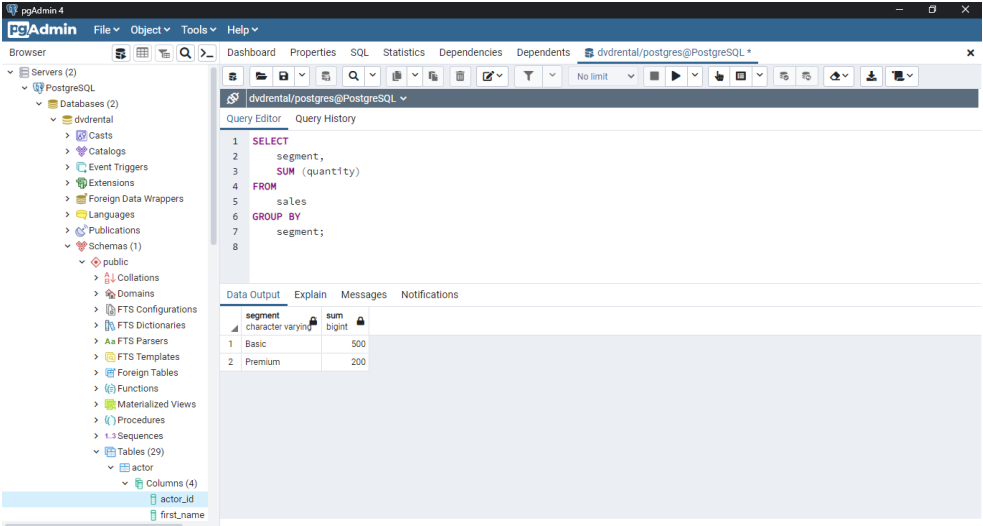 pgAdmin 4
pgAdmin File Object Tools Help
Browser
Dashboard Properties SQL Statistics Dependencies Dependents dvdrental/postgres@PostgreSQL *
No limit
dvdrental/postgres@PostgreSQL
Query Editor Query History
Servers (2)
PostgreSQL
Databases (2)
dvdrental
Casts
Catalogs
Event Triggers
Extensions
Foreign Data Wrappers
Languages
Publications
Schemas (1)
public
Collations
Domains
FTS Configurations
FTS Dictionaries
Aa FTS Parsers
FTS Templates
Foreign Tables
Functions
Materialized Views
Procedures
1..3 Sequences
Tables (29)
actor
Columns (4)
actor_id
first_name
1 SELECT
2 segment,
3 SUM (quantity)
4 FROM
5 sales
6 GROUP BY
7 segment;
8
Data Output Explain Messages Notifications
segment sum
character varying bigint
1 Basic 500
2 Premium 200